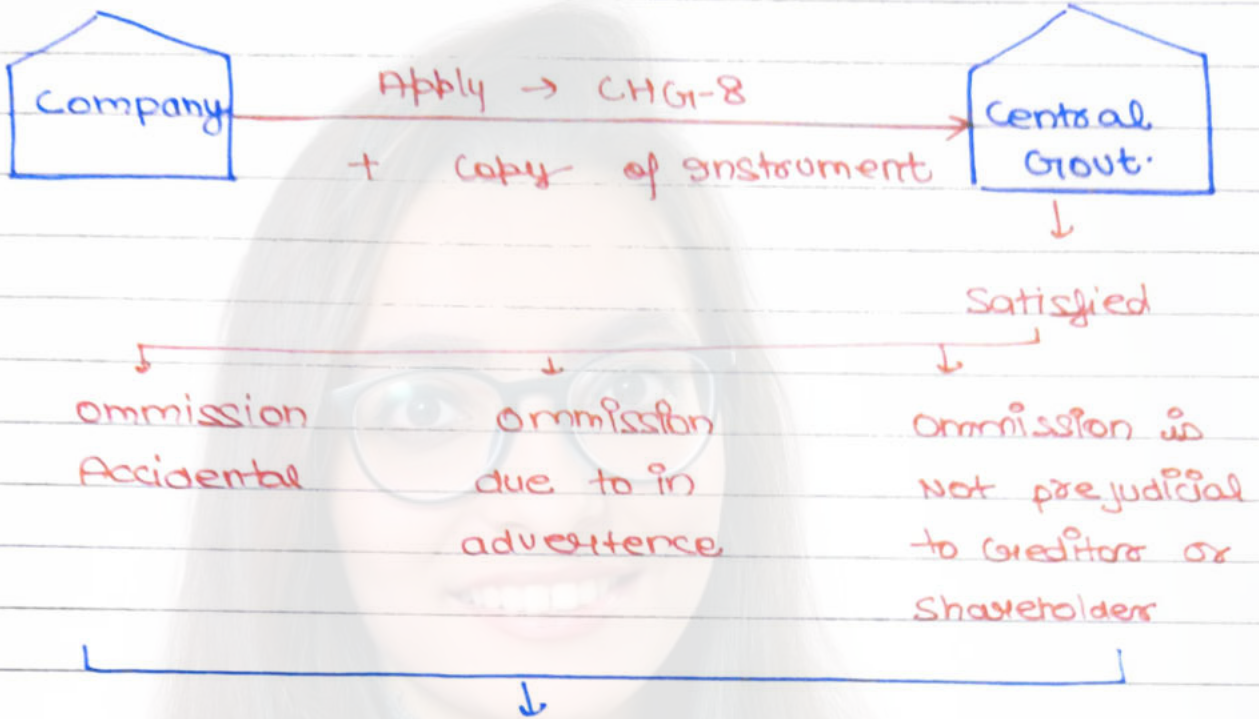 Company
Apply → CHG-8
+ Copy of Instrument
Central
Govt.
↓
Satisfied
Ommission
Accidental
Ommission
due to in
advertence
Ommission is
Not prejudicial
to Creditors or
Shareholders